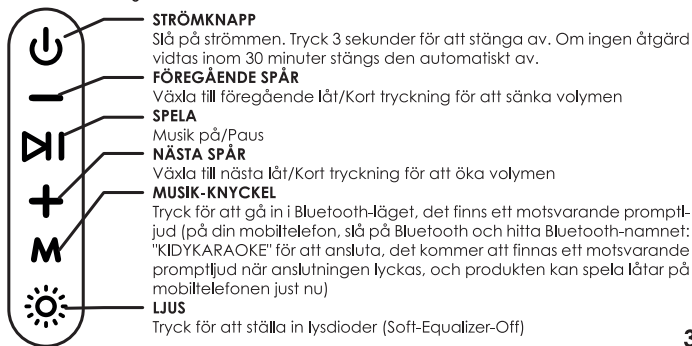 STRÖMKNAPP
Slå på strömmen. Tryck 3 sekunder för att stänga av. Om ingen åtgärd
vidtas inom 30 minuter stängs den automatiskt av.
FÖREGÅENDE SPÅR
Växla till föregående låt/Kort tryckning för att sänka volymen
SPELA
Musik på/Paus
NÄSTA SPÅR
Växla till nästa låt/Kort tryckning för att öka volymen
MUSIK-KNYCKEL
Tryck för att gå in i Bluetooth-läget, det finns ett motsvarande promptl-
jud (på din mobiltelefon, slå på Bluetooth och hitta Bluetooth-namnet:
"KIDYKARAOKE" för att ansluta, det kommer att finnas ett motsvarande
promptljud när anslutningen lyckas, och produkten kan spela låtar på
mobiltelefonen just nu)
M
LJUS
Tryck för att ställa in lysdioder (Soft-Equalizer-Off)